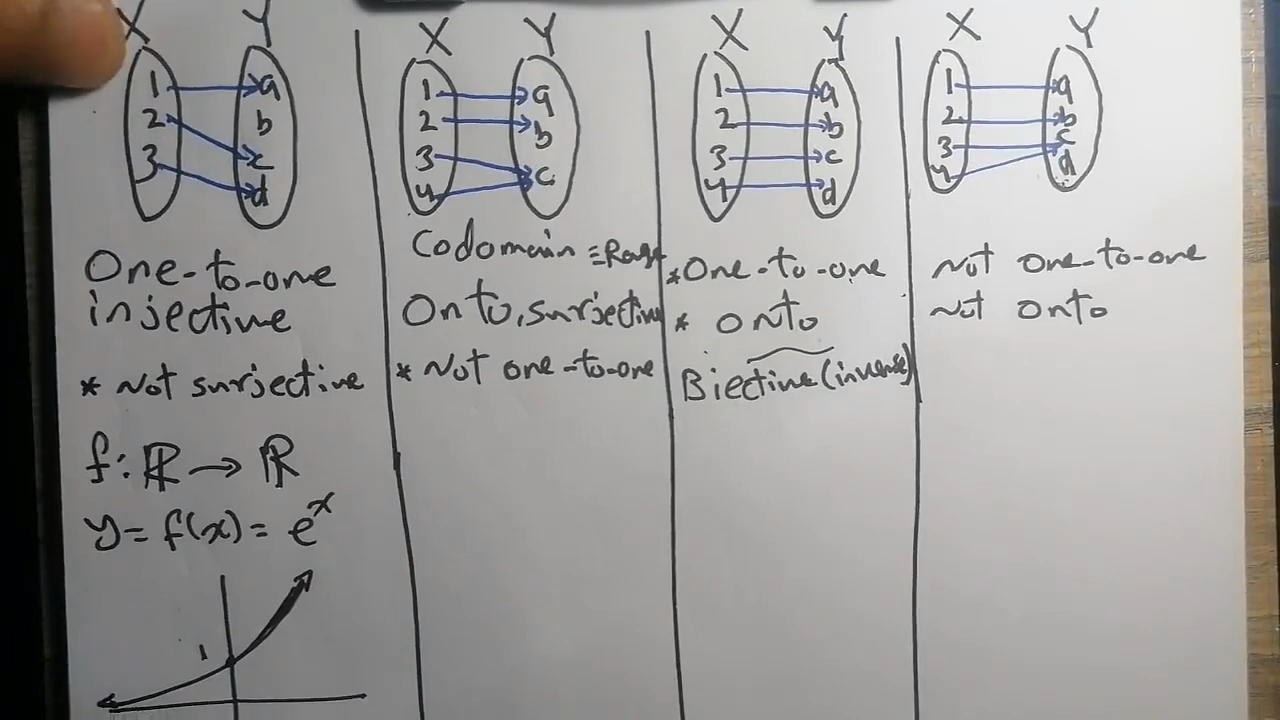 X Y
1 a
2 b
3 c
d
One-to-one
injective
* Not surjective
f: ℝ → ℝ
y = f(x) = e^x
1
X Y
1 a
2 b
3 c
4
Codomain = Range
Onto, surjective
* Not one-to-one
X Y
1 a
2 b
3 c
4 d
* One-to-one
* onto
Biective (inverse)
X Y
1 a
2 b
3 c
4 d
Not one-to-one
Not onto